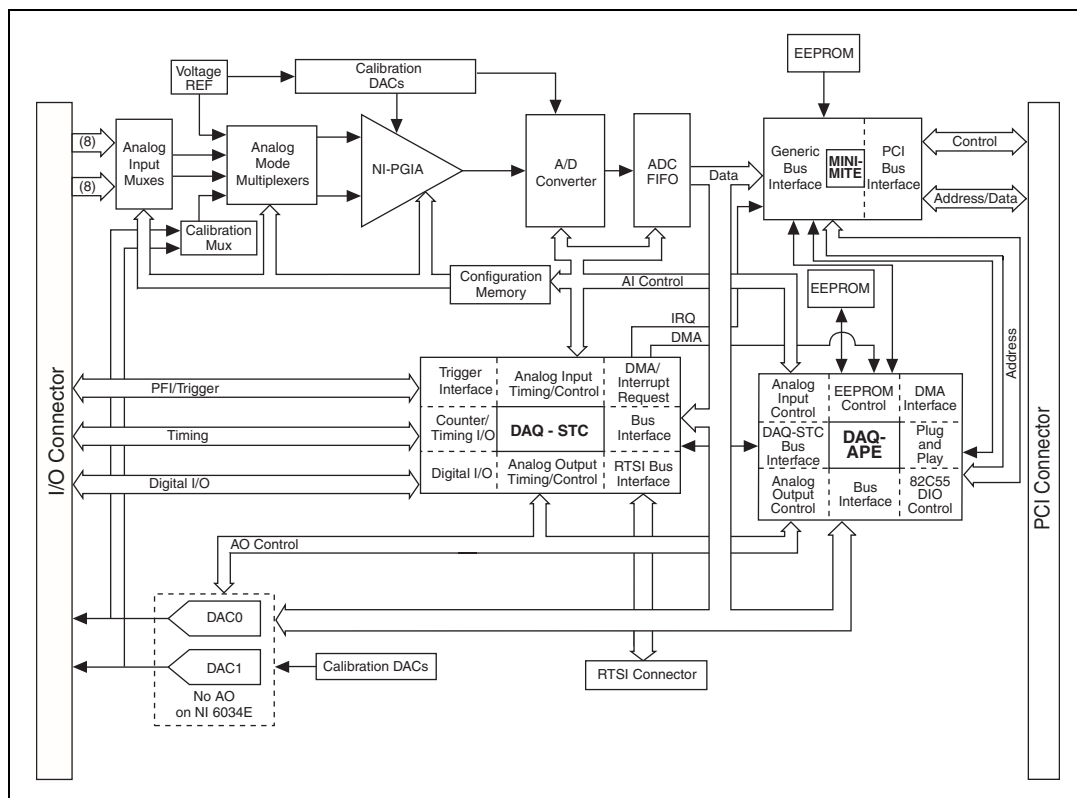 EEPROM
Voltage
REF
Calibration
DACs
(8)
(8)
Analog
Input
Muxes
Analog
Mode
Multiplexers
NI-PGIA
A/D
Converter
ADC
FIFO
Data
Generic
Bus
Interface
MINI-
MITE
PCI
Bus
Interface
Control
Address/Data
Calibration
Mux
Configuration
Memory
AI Control
EEPROM
IRQ
DMA
Address
I/O Connector
PCI Connector
PFI/Trigger
Timing
Digital I/O
Trigger
Interface
Analog Input
Timing/Control
DMA/
Interrupt
Request
Counter/
Timing I/O
DAQ - STC
Bus
Interface
Digital I/O
Analog Output
Timing/Control
RTSI Bus
Interface
Analog
Input
Control
EEPROM
Control
DMA
Interface
DAQ-STC
Bus
Interface
DAQ-
APE
Plug
and
Play
Analog
Output
Control
Bus
Interface
82C55
DIO
Control
AO Control
DAC0
DAC1
Calibration DACs
No AO
on NI 6034E
RTSI Connector